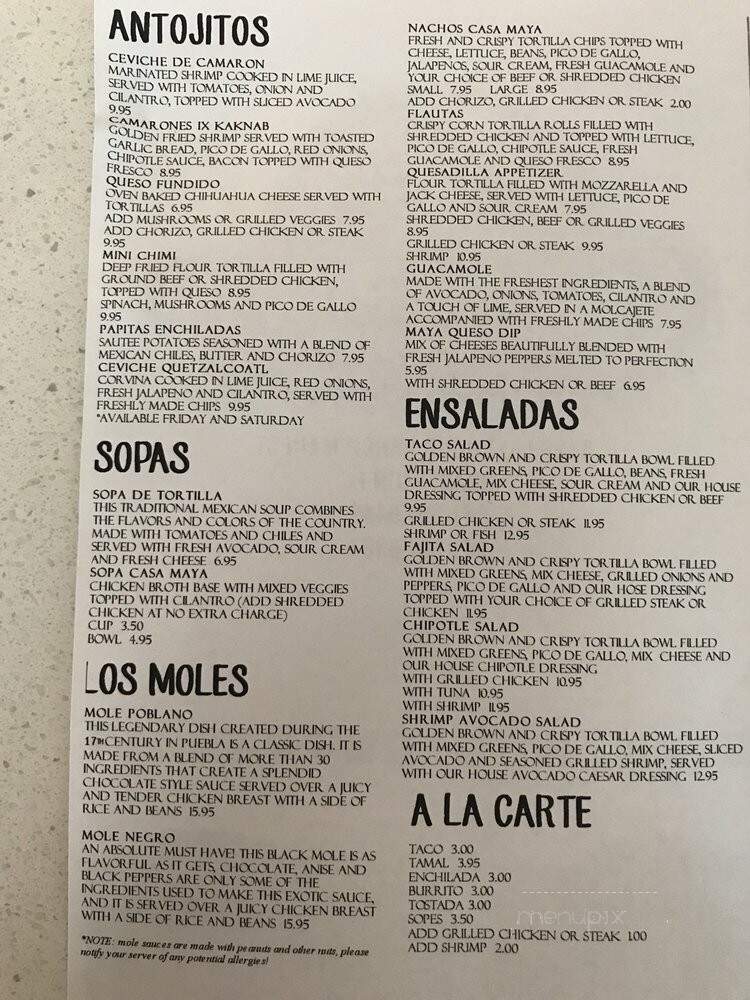 ANTOJITOS
CEVICHE DE CAMARON
MARINATED SHRIMP COOKED IN LIME JUICE,
SERVED WITH TOMATOES, ONION AND
CILANTRO, TOPPED WITH SLICED AVOCADO
9.95
CAMARONES IX KAKNAB
GOLDEN FRIED SHRIMP SERVED WITH TOASTED
GARLIC BREAD, PICO DE GALLO, RED ONIONS,
CHIPOTLE SAUCE, BACON TOPPED WITH QUESO
FRESCO 8.95
QUESO FUNDIDO
OVEN BAKED CHIHUAHUA CHEESE SERVED WITH
TORTILLAS 6.95
ADD MUSHROOMS OR GRILLED VEGGIES 7.95
ADD CHORIZO, GRILLED CHICKEN OR STEAK
9.95
MINI CHIMI
DEEP FRIED FLOUR TORTILLA FILLED WITH
GROUND BEEF OR SHREDDED CHICKEN,
TOPPED WITH QUESO 8.95
SPINACH, MUSHROOMS AND PICO DE GALLO
9.95
PAPITAS ENCHILADAS
SAUTEE POTATOES SEASONED WITH A BLEND OF
MEXICAN CHILES, BUTTER AND CHORIZO 7.95
CEVICHE QUETZALCOATL
CORVINA COOKED IN LIME JUICE, RED ONIONS,
FRESH JALAPENO AND CILANTRO, SERVED WITH
FRESHLY MADE CHIPS 9.95
*AVAILABLE FRIDAY AND SATURDAY
SOPAS
SOPA DE TORTILLA
THIS TRADITIONAL MEXICAN SOUP COMBINES
THE FLAVORS AND COLORS OF THE COUNTRY.
MADE WITH TOMATOES AND CHILES AND
SERVED WITH FRESH AVOCADO, SOUR CREAM
AND FRESH CHEESE 6.95
SOPA CASA MAYA
CHICKEN BROTH BASE WITH MIXED VEGGIES
TOPPED WITH CILANTRO (ADD SHREDDED
CHICKEN AT NO EXTRA CHARGE)
CUP 3.50
BOWL 4.95
LOS MOLES
MOLE POBLANO
THIS LEGENDARY DISH CREATED DURING THE
17TH CENTURY IN PUEBLA IS A CLASSIC DISH. IT IS
MADE FROM A BLEND OF MORE THAN 30
INGREDIENTS THAT CREATE A SPLENDID
CHOCOLATE STYLE SAUCE SERVED OVER A JUICY
AND TENDER CHICKEN BREAST WITH A SIDE OF
RICE AND BEANS 15.95
MOLE NEGRO
AN ABSOLUTE MUST HAVE! THIS BLACK MOLE IS AS
FLAVORFUL AS IT GETS, CHOCOLATE, ANISE AND
BLACK PEPPERS ARE ONLY SOME OF THE
INGREDIENTS USED TO MAKE THIS EXOTIC SAUCE,
AND IT IS SERVED OVER A JUICY CHICKEN BREAST
WITH A SIDE OF RICE AND BEANS 15.95
*NOTE: mole sauces are made with peanuts and other nuts, please
notify your server of any potential allergies!
NACHOS CASA MAYA
FRESH AND CRISPY TORTILLA CHIPS TOPPED WITH
CHEESE, LETTUCE, BEANS, PICO DE GALLO,
JALAPENOS, SOUR CREAM, FRESH GUACAMOLE AND
YOUR CHOICE OF BEEF OR SHREDDED CHICKEN
SMALL 7.95 LARGE 8.95
ADD CHORIZO, GRILLED CHICKEN OR STEAK 2.00
FLAUTAS
CRISPY CORN TORTILLA ROLLS FILLED WITH
SHREDDED CHICKEN AND TOPPED WITH LETTUCE,
PICO DE GALLO, CHIPOTLE SAUCE, FRESH
GUACAMOLE AND QUESO FRESCO 8.95
QUESADILLA APPETIZER
FLOUR TORTILLA FILLED WITH MOZZARELLA AND
JACK CHEESE, SERVED WITH LETTUCE, PICO DE
GALLO AND SOUR CREAM 7.95
SHREDDED CHICKEN, BEEF OR GRILLED VEGGIES
8.95
GRILLED CHICKEN OR STEAK 9.95
SHRIMP 10.95
GUACAMOLE
MADE WITH THE FRESHEST INGREDIENTS, A BLEND
OF AVOCADO, ONIONS, TOMATOES, CILANTRO AND
A TOUCH OF LIME, SERVED IN A MOLCAJETE
ACCOMPANIED WITH FRESHLY MADE CHIPS 7.95
MAYA QUESO DIP
MIX OF CHEESES BEAUTIFULLY BLENDED WITH
FRESH JALAPENO PEPPERS MELTED TO PERFECTION
5.95
WITH SHREDDED CHICKEN OR BEEF 6.95
ENSALADAS
TACO SALAD
GOLDEN BROWN AND CRISPY TORTILLA BOWL FILLED
WITH MIXED GREENS, PICO DE GALLO, BEANS, FRESH
GUACAMOLE, MIX CHEESE, SOUR CREAM AND OUR HOUSE
DRESSING TOPPED WITH SHREDDED CHICKEN OR BEEF
9.95
GRILLED CHICKEN OR STEAK 11.95
SHRIMP OR FISH 12.95
FAJITA SALAD
GOLDEN BROWN AND CRISPY TORTILLA BOWL FILLED
WITH MIXED GREENS, MIX CHEESE, GRILLED ONIONS AND
PEPPERS, PICO DE GALLO AND OUR HOSE DRESSING
TOPPED WITH YOUR CHOICE OF GRILLED STEAK OR
CHICKEN 11.95
CHIPOTLE SALAD
GOLDEN BROWN AND CRISPY TORTILLA BOWL FILLED
WITH MIXED GREENS, PICO DE GALLO, MIX CHEESE AND
OUR HOUSE CHIPOTLE DRESSING
WITH GRILLED CHICKEN 10.95
WITH TUNA 10.95
WITH SHRIMP 11.95
SHRIMP AVOCADO SALAD
GOLDEN BROWN AND CRISPY TORTILLA BOWL FILLED
WITH MIXED GREENS, PICO DE GALLO, MIX CHEESE, SLICED
AVOCADO AND SEASONED GRILLED SHRIMP, SERVED
WITH OUR HOUSE AVOCADO CAESAR DRESSING 12.95
A LA CARTE
TACO 3.00
TAMAL 3.95
ENCHILADA 3.00
BURRITO 3.00
TOSTADA 3.00
SOPES 3.50
ADD GRILLED CHICKEN OR STEAK 1.00
ADD SHRIMP 2.00
menupix